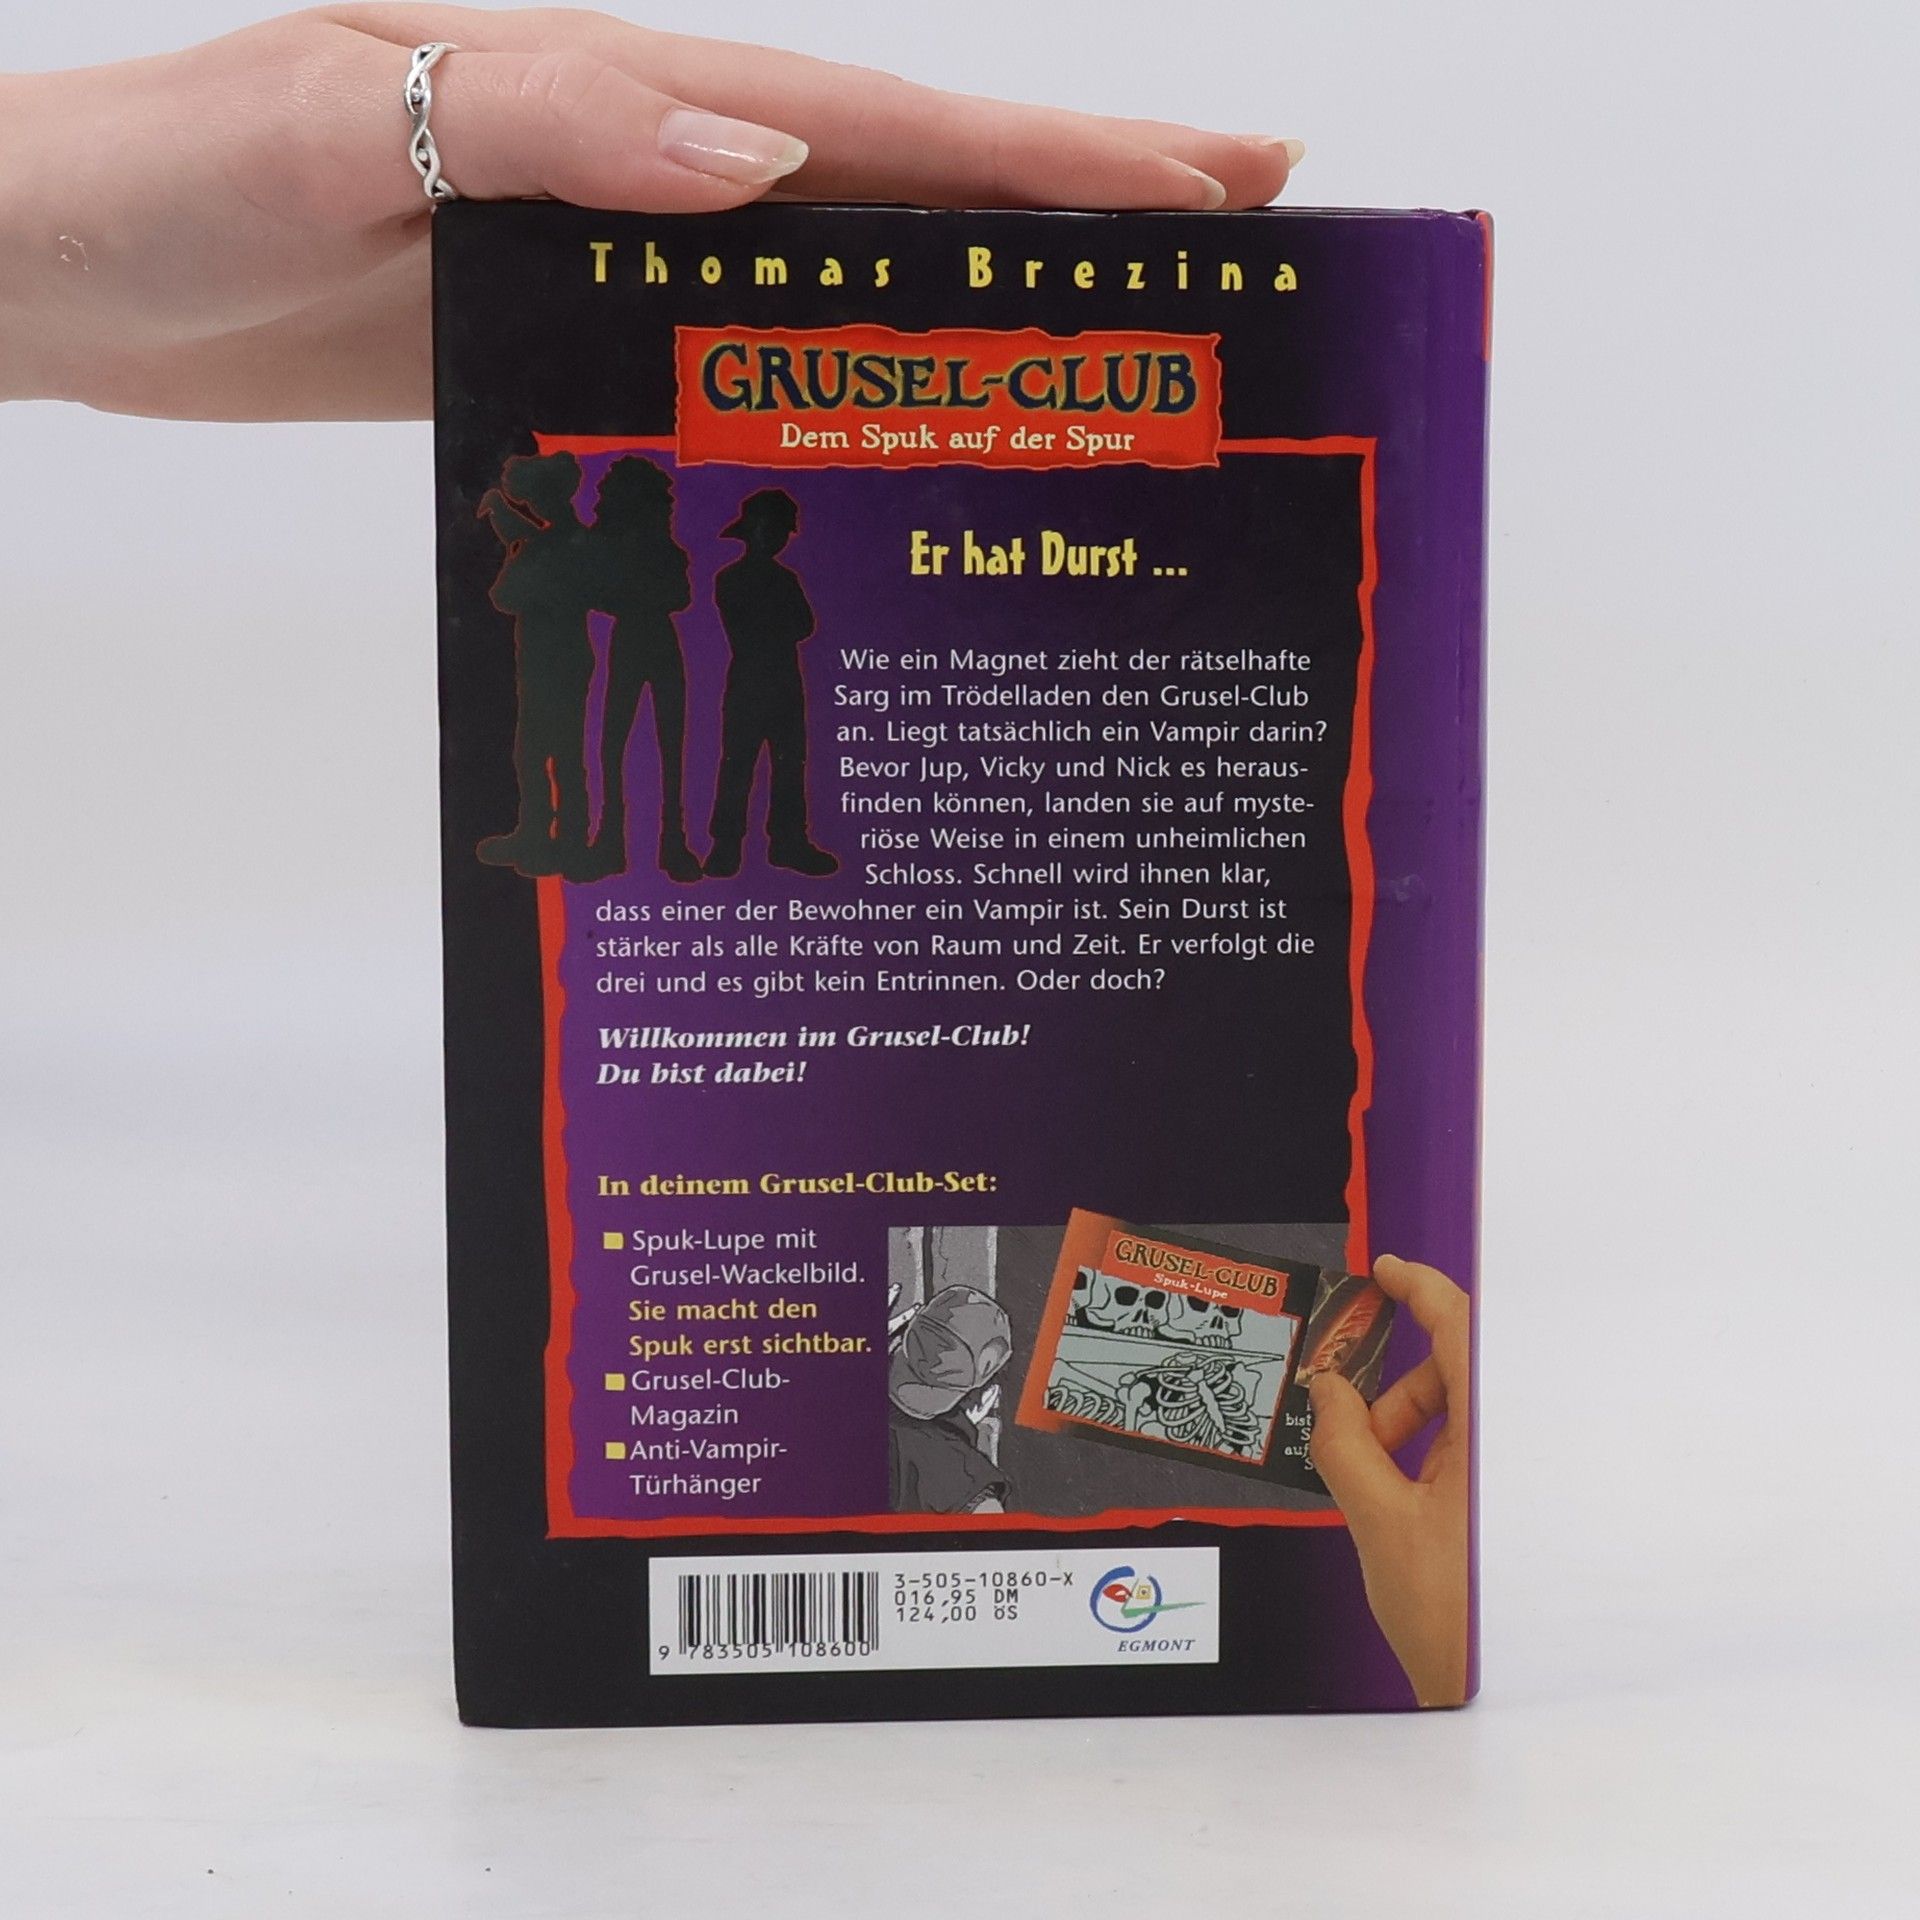 Thomas Brezina
GRUSEL-CLUB
Dem Spuk auf der Spur
Er hat Durst ...
Wie ein Magnet zieht der rätselhafte
Sarg im Trödelladen den Grusel-Club
an. Liegt tatsächlich ein Vampir darin?
Bevor Jup, Vicky und Nick es heraus-
finden können, landen sie auf myste-
riöse Weise in einem unheimlichen
Schloss. Schnell wird ihnen klar,
dass einer der Bewohner ein Vampir ist. Sein Durst ist
stärker als alle Kräfte von Raum und Zeit. Er verfolgt die
drei und es gibt kein Entrinnen. Oder doch?
Willkommen im Grusel-Club!
Du bist dabei!
In deinem Grusel-Club-Set:
Spuk-Lupe mit
Grusel-Wackelbild.
Sie macht den
Spuk erst sichtbar.
Grusel-Club-
Magazin
Anti-Vampir-
Türhänger
GRUSEL-CLUB
Spuk-Lupe
bist
auf
3-505-10860-X
016,95 DM
124,00 öS
9 783505 108600
EGMONT